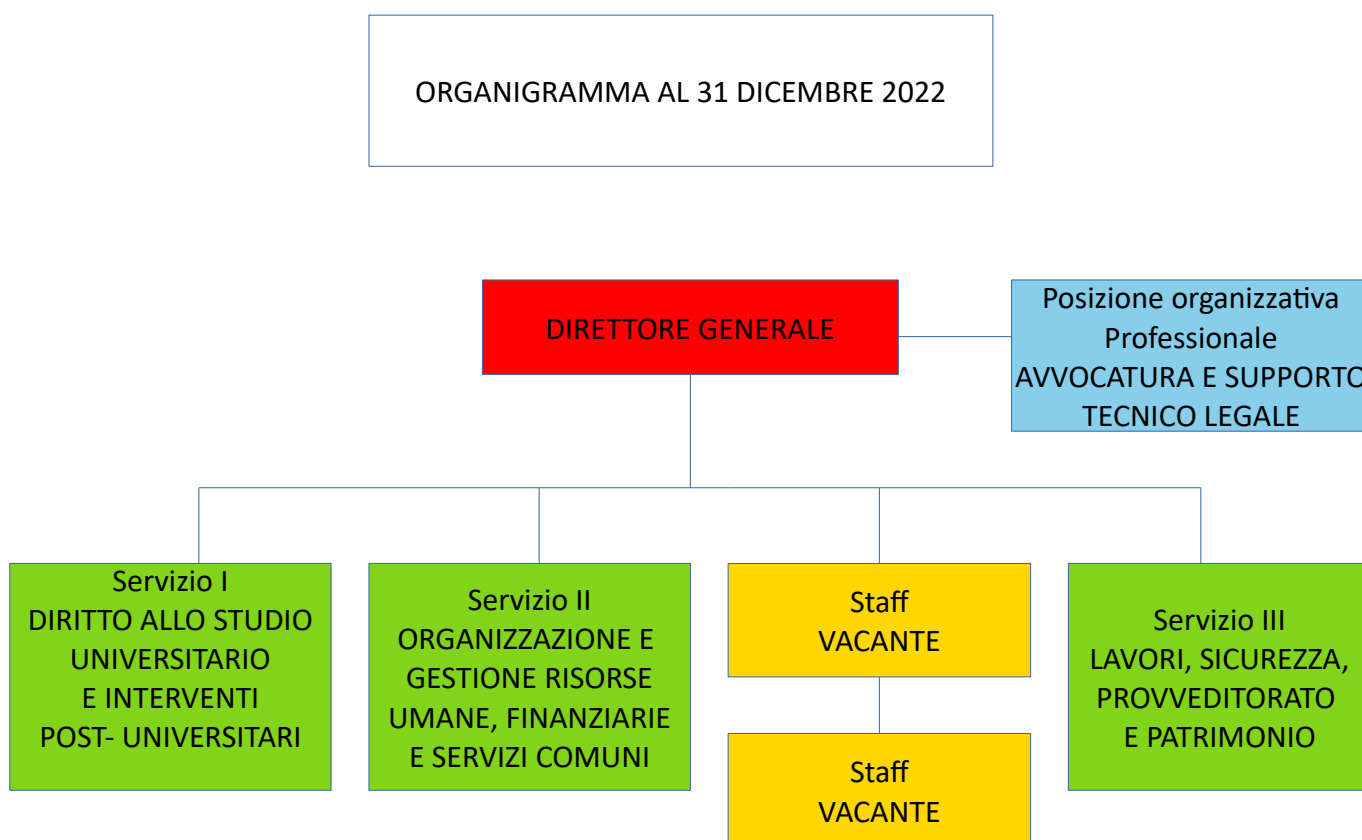 ORGANIGRAMMA AL 31 DICEMBRE 2022
DIRETTORE GENERALE
Posizione organizzativa
Professionale
AVVOCATURA E SUPPORTO
TECNICO LEGALE
Servizio I
DIRITTO ALLO STUDIO
UNIVERSITARIO
E INTERVENTI
POST- UNIVERSITARI
Servizio II
ORGANIZZAZIONE E
GESTIONE RISORSE
UMANE, FINANZIARIE
E SERVIZI COMUNI
Staff
VACANTE
Staff
VACANTE
Servizio III
LAVORI, SICUREZZA,
PROVVEDITORATO
E PATRIMONIO